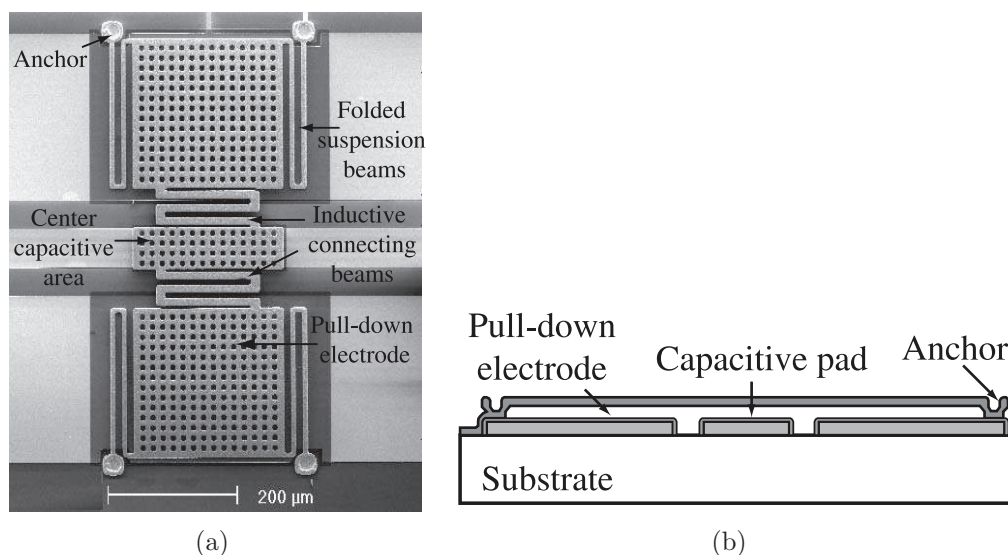 Anchor
Folded
suspension
beams
Center
capacitive
area
Inductive
connecting
beams
Pull-down
electrode
200 μm
(a)
Pull-down
electrode
Capacitive pad
Anchor
Substrate
(b)